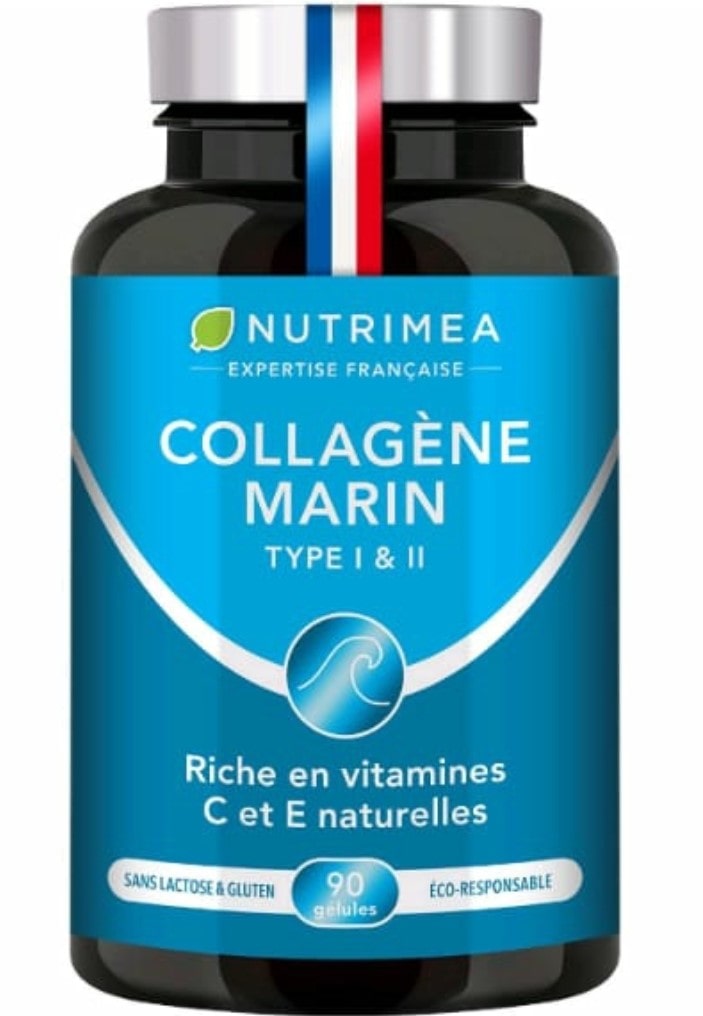 NUTRIMEA
EXPERTISE FRANÇAISE
COLLAGÈNE
MARIN
TYPE I & II
Riche en vitamines
C et E naturelles
SANS LACTOSE & GLUTEN
90
gélules
ÉCO-RESPONSABLE